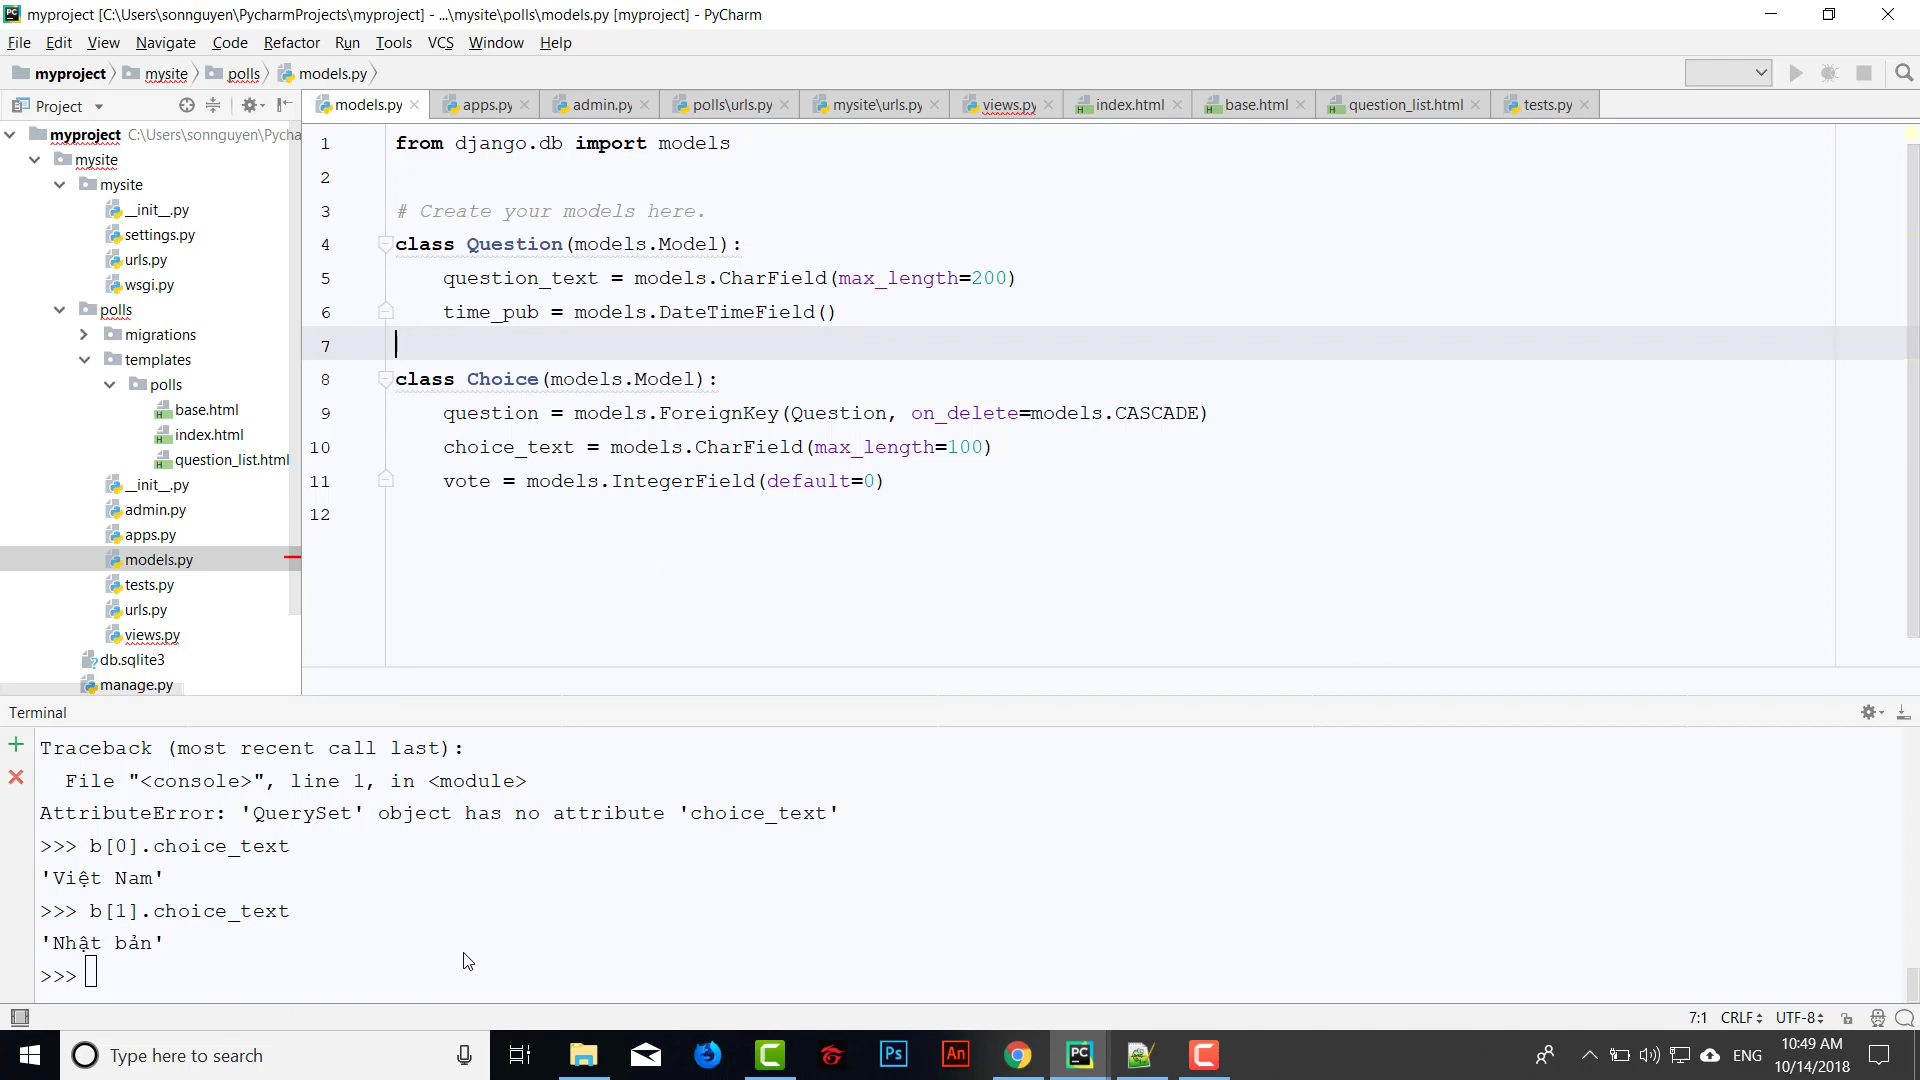 myproject [C:\Users\sonnguyen\PycharmProjects\myproject] - ...\mysite\polls\models.py [myproject] - PyCharm
File Edit View Navigate Code Refactor Run Tools VCS Window Help
myproject mysite polls models.py
Project
models.py apps.py admin.py polls\urls.py mysite\urls.py views.py index.html base.html question_list.html tests.py
myproject C:\Users\sonnguyen\Pycha
mysite
mysite
__init__.py
settings.py
urls.py
wsgi.py
polls
migrations
templates
polls
base.html
index.html
question_list.html
__init__.py
admin.py
apps.py
models.py
tests.py
urls.py
views.py
db.sqlite3
manage.py
1 from django.db import models
2
3 # Create your models here.
4 class Question(models.Model):
5 question_text = models.CharField(max_length=200)
6 time_pub = models.DateTimeField()
7
8 class Choice(models.Model):
9 question = models.ForeignKey(Question, on_delete=models.CASCADE)
10 choice_text = models.CharField(max_length=100)
11 vote = models.IntegerField(default=0)
12
Terminal
Traceback (most recent call last):
File "<console>", line 1, in <module>
AttributeError: 'QuerySet' object has no attribute 'choice_text'
>>> b[0].choice_text
'Việt Nam'
>>> b[1].choice_text
'Nhật bản'
>>>
7:1 CRLF UTF-8
Type here to search
Ps An PC
ENG
10:49 AM
10/14/2018